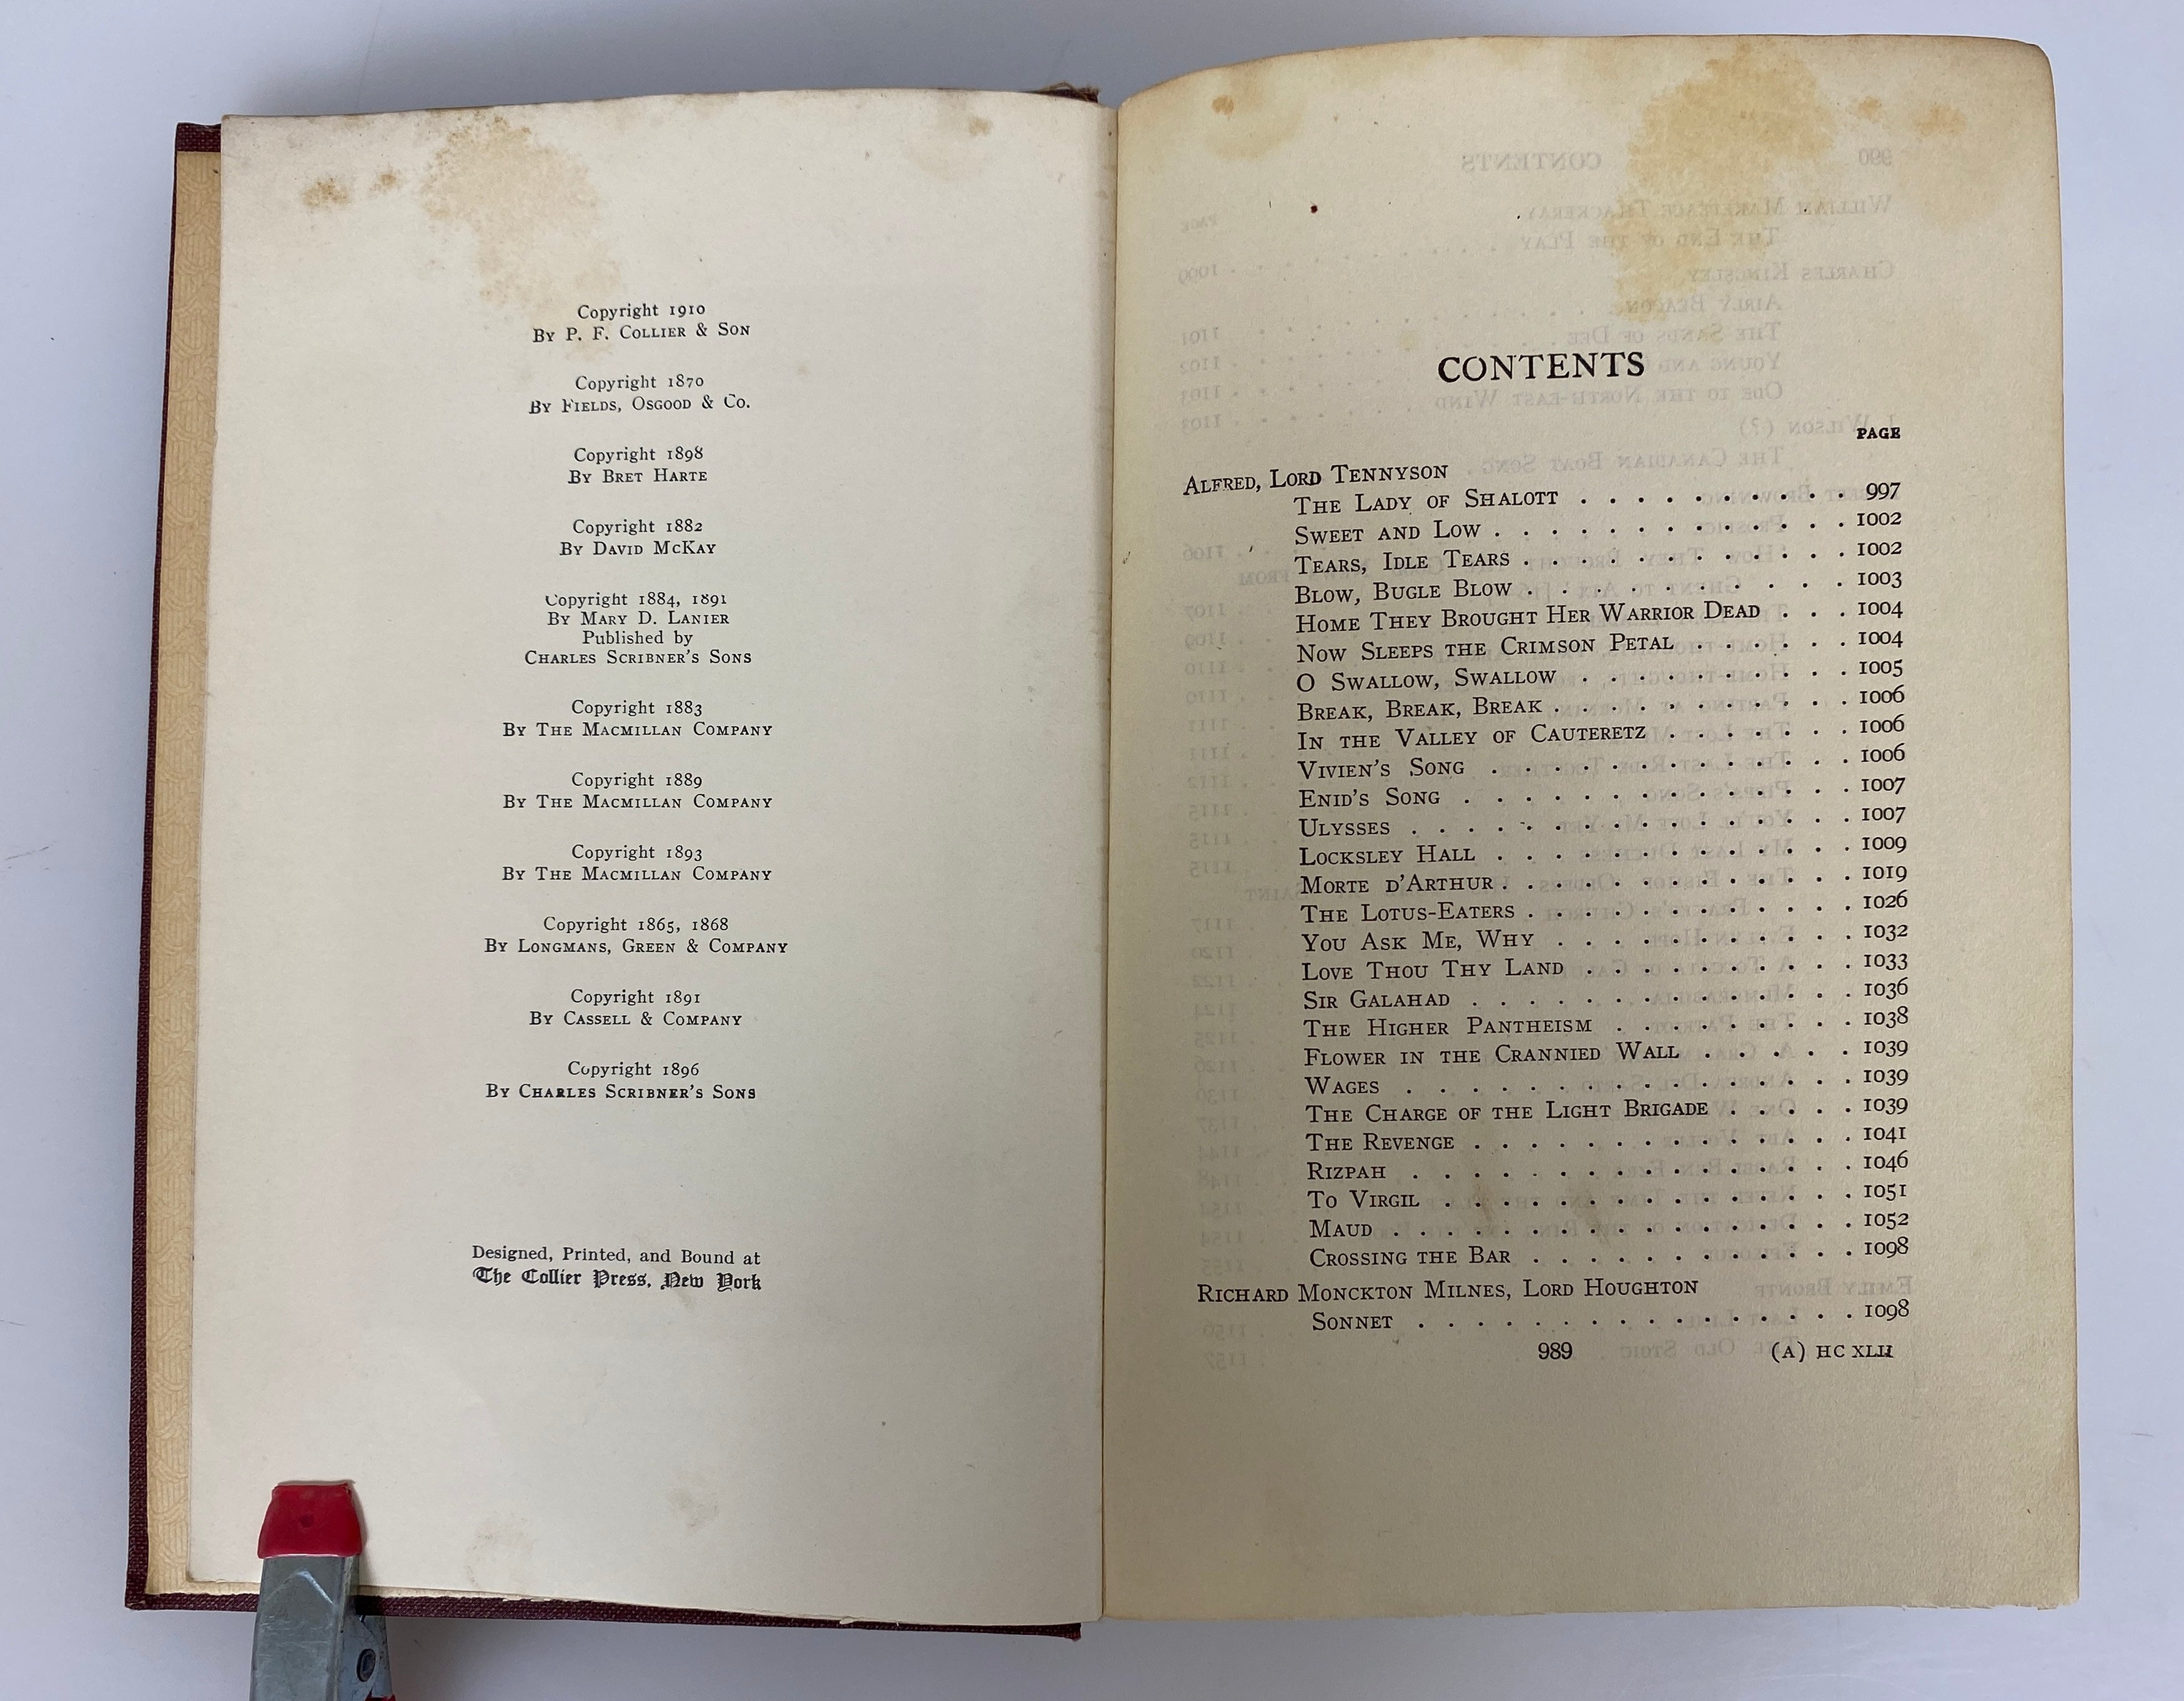 Copyright 1910
By P. F. Collier & Son
Copyright 1870
By Fields, Osgood & Co.
Copyright 1898
By Bret Harte
Copyright 1882
By David McKay
Copyright 1884, 1891
By Mary D. Lanier
Published by
Charles Scribner's Sons
Copyright 1883
By The Macmillan Company
Copyright 1889
By The Macmillan Company
Copyright 1893
By The Macmillan Company
Copyright 1865, 1868
By Longmans, Green & Company
Copyright 1891
By Cassell & Company
Copyright 1896
By Charles Scribner's Sons
Designed, Printed, and Bound at
The Collier Press, New York
CONTENTS
PAGE
Alfred, Lord Tennyson
The Lady of Shalott . . . . . . . . . . 997
Sweet and Low . . . . . . . . . . . . . 1002
Tears, Idle Tears . . . . . . . . . . . . 1002
Blow, Bugle Blow . . . . . . . . . . . . 1003
Home They Brought Her Warrior Dead . . . 1004
Now Sleeps the Crimson Petal . . . . . . 1004
O Swallow, Swallow . . . . . . . . . . 1005
Break, Break, Break . . . . . . . . . . . 1006
In the Valley of Cauteretz . . . . . . . 1006
Vivien's Song . . . . . . . . . . . . . 1006
Enid's Song . . . . . . . . . . . . . . 1007
Ulysses . . . . . . . . . . . . . . . . 1007
Locksley Hall . . . . . . . . . . . . . 1009
Morte d'Arthur . . . . . . . . . . . . . 1019
The Lotus-Eaters . . . . . . . . . . . . 1026
You Ask Me, Why . . . . . . . . . . . 1032
Love Thou Thy Land . . . . . . . . . . 1033
Sir Galahad . . . . . . . . . . . . . . 1036
The Higher Pantheism . . . . . . . . . 1038
Flower in the Crannied Wall . . . . . . 1039
Wages . . . . . . . . . . . . . . . . 1039
The Charge of the Light Brigade . . . . . 1039
The Revenge . . . . . . . . . . . . . . 1041
Rizpah . . . . . . . . . . . . . . . . 1046
To Virgil . . . . . . . . . . . . . . . 1051
Maud . . . . . . . . . . . . . . . . . 1052
Crossing the Bar . . . . . . . . . . . . 1098
Richard Monckton Milnes, Lord Houghton
Sonnet . . . . . . . . . . . . . . . . 1098
989 (A) HC XLII